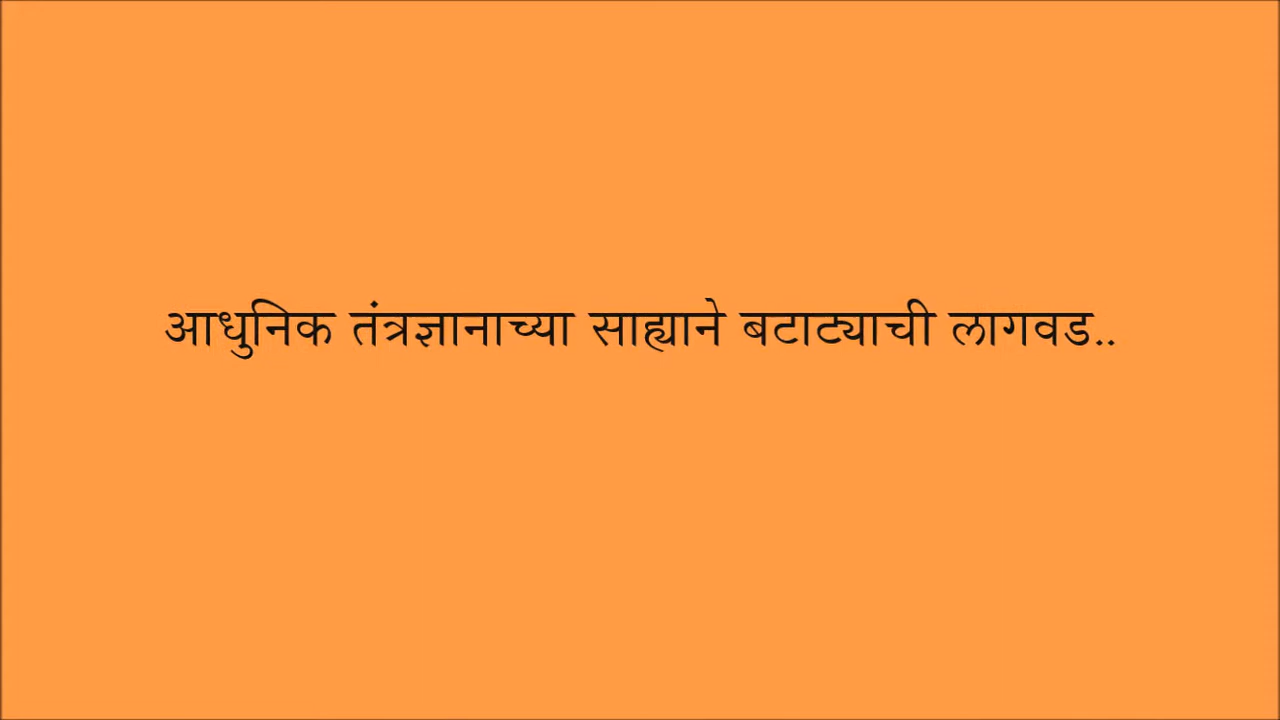 आधुनिक तंत्रज्ञानाच्या साह्याने बटाट्याची लागवड..